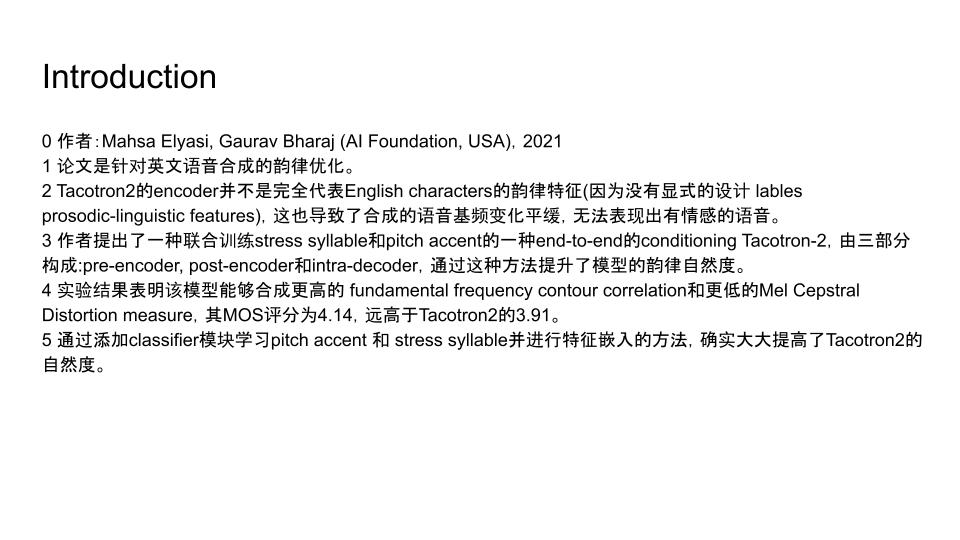 Introduction
0 作者：Mahsa Elyasi, Gaurav Bharaj (AI Foundation, USA)，2021
1 论文是针对英文语音合成的韵律优化。
2 Tacotron2的encoder并不是完全代表English characters的韵律特征(因为没有显式的设计 lables
prosodic-linguistic features)，这也导致了合成的语音基频变化平缓，无法表现出有情感的语音。
3 作者提出了一种联合训练stress syllable和pitch accent的一种end-to-end的conditioning Tacotron-2，由三部分
构成:pre-encoder, post-encoder和intra-decoder，通过这种方法提升了模型的韵律自然度。
4 实验结果表明该模型能够合成更高的 fundamental frequency contour correlation和更低的Mel Cepstral
Distortion measure，其MOS评分为4.14，远高于Tacotron2的3.91。
5 通过添加classifier模块学习pitch accent 和 stress syllable并进行特征嵌入的方法，确实大大提高了Tacotron2的
自然度。